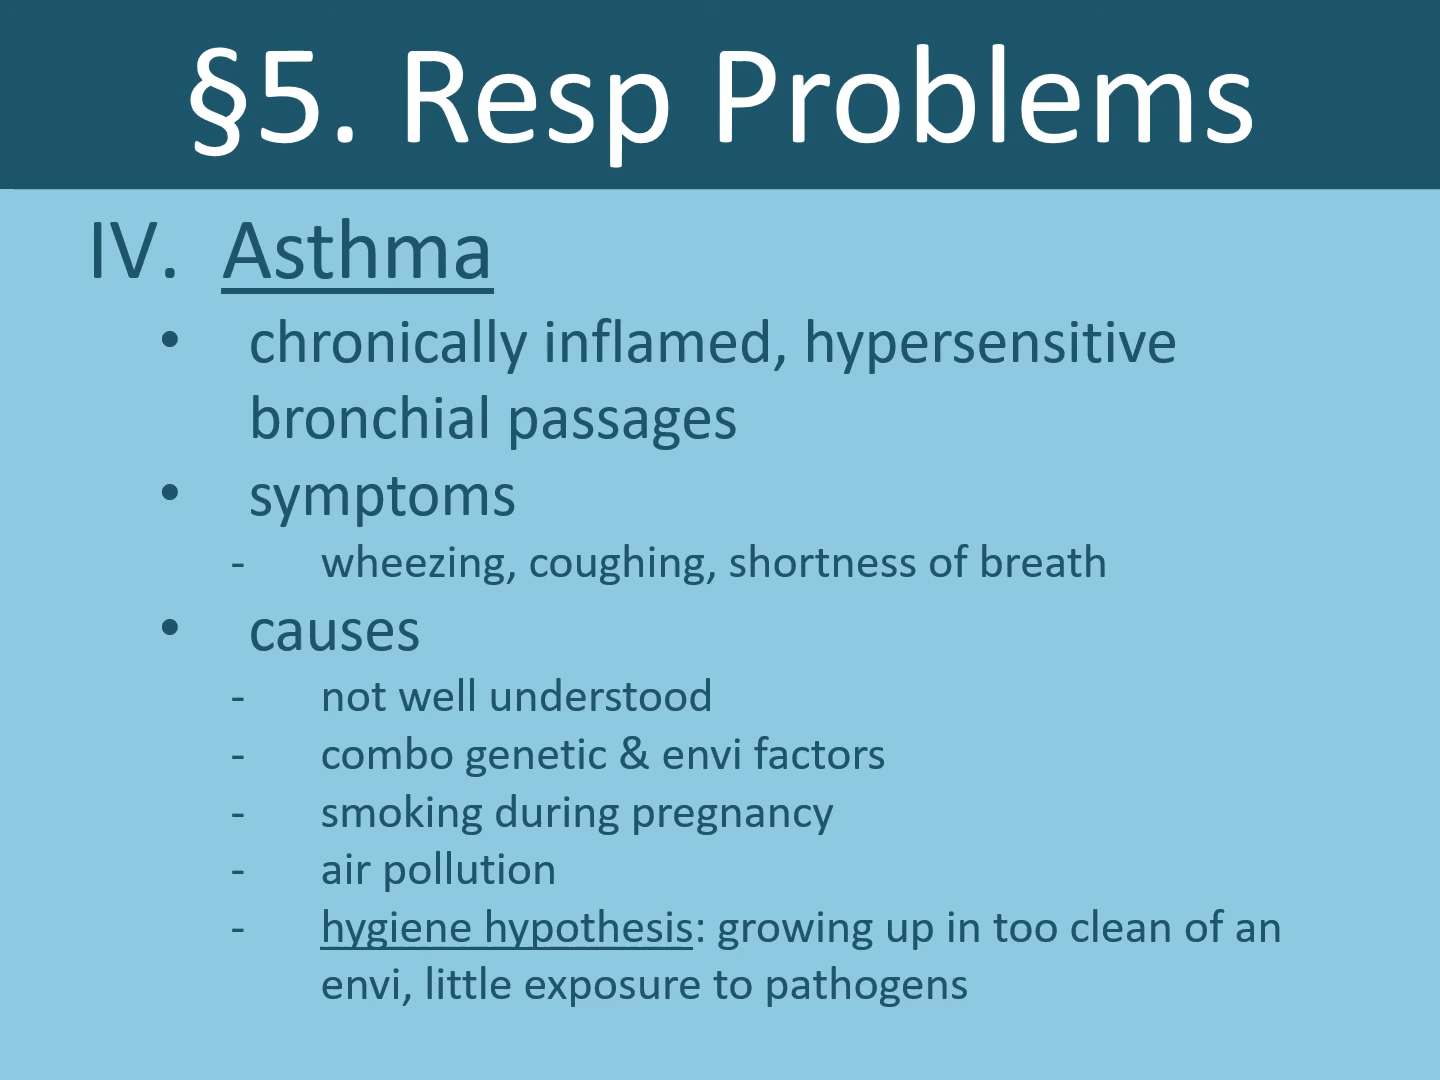 §5. Resp Problems
IV. Asthma
• chronically inflamed, hypersensitive
bronchial passages
• symptoms
- wheezing, coughing, shortness of breath
• causes
- not well understood
- combo genetic & envi factors
- smoking during pregnancy
- air pollution
- hygiene hypothesis: growing up in too clean of an
envi, little exposure to pathogens